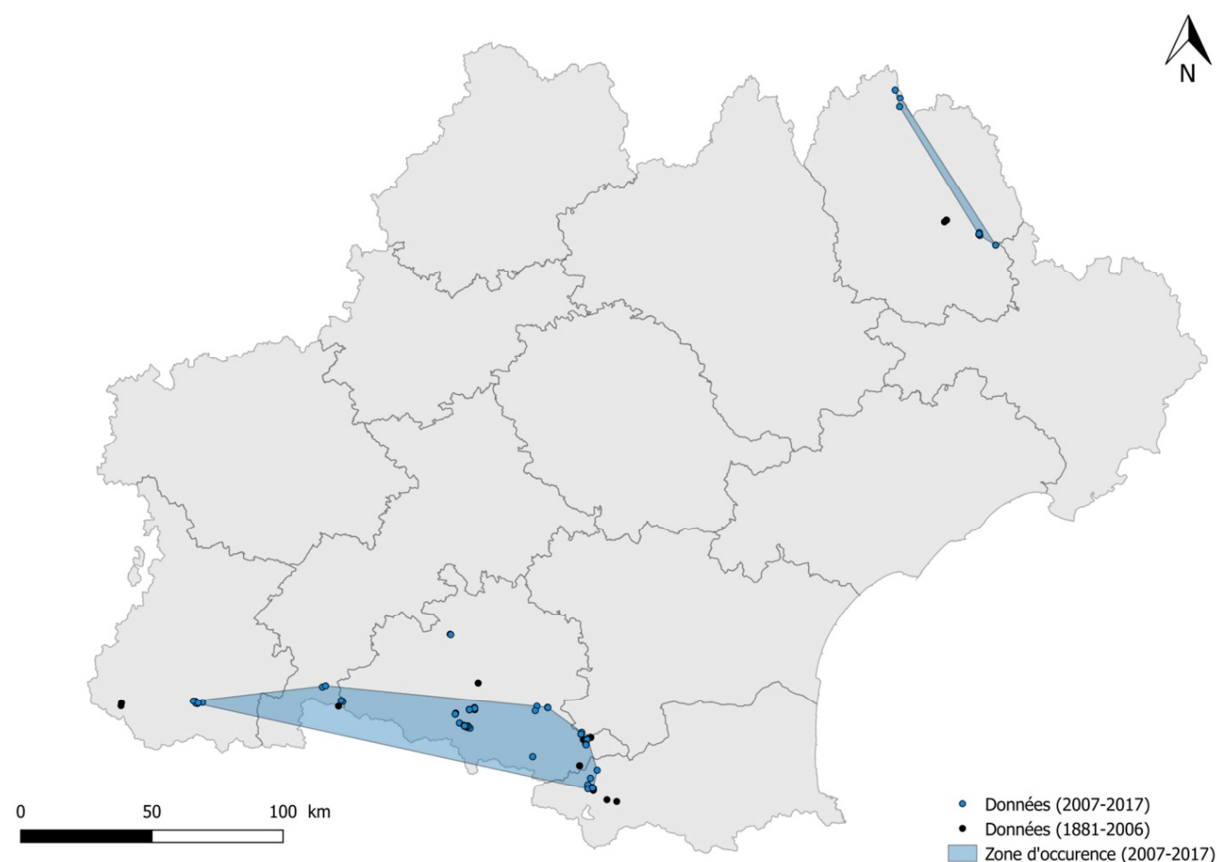 N
0 50 100 km
Données (2007-2017)
Données (1881-2006)
Zone d'occurence (2007-2017)